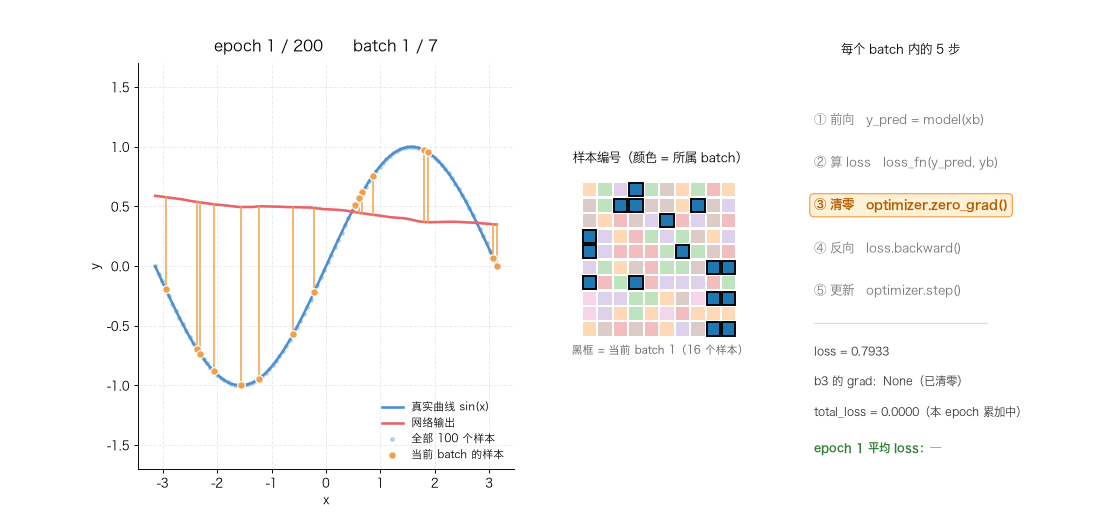 epoch 1 / 200 batch 1 / 7
1.5
1.0
0.5
0.0
-0.5
-1.0
-1.5
y
-3 -2 -1 0 1 2 3
x
真实曲线 sin(x)
网络输出
全部 100 个样本
当前 batch 的样本
样本编号（颜色 = 所属 batch）
黑框 = 当前 batch 1（16 个样本）
每个 batch 内的 5 步
① 前向 y_pred = model(xb)
② 算 loss loss_fn(y_pred, yb)
③ 清零 optimizer.zero_grad()
④ 反向 loss.backward()
⑤ 更新 optimizer.step()
loss = 0.7933
b3 的 grad：None（已清零）
total_loss = 0.0000（本 epoch 累加中）
epoch 1 平均 loss：—